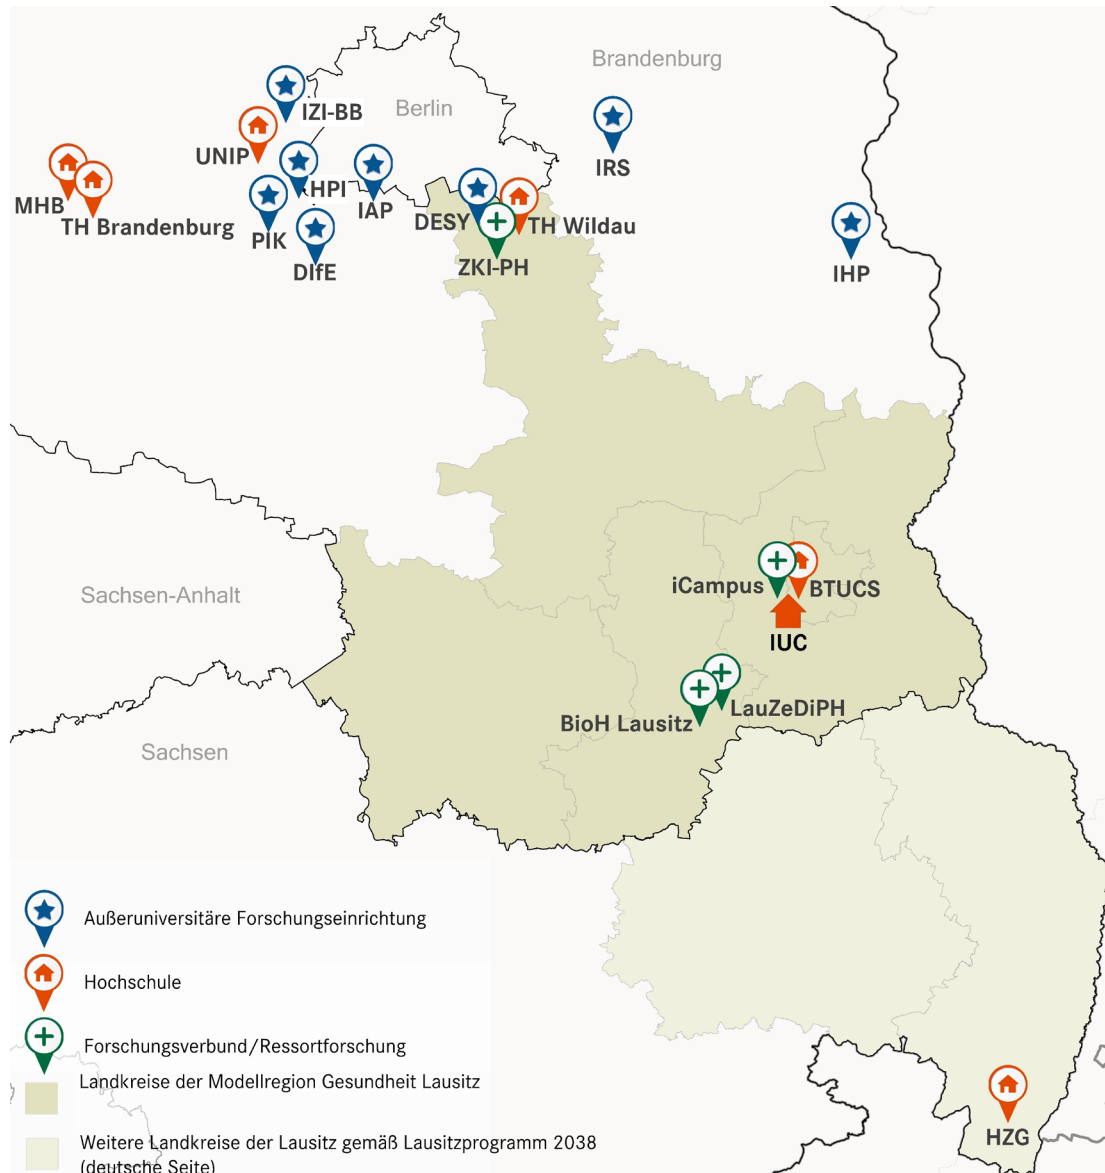 Brandenburg
Berlin
IZI-BB
UNIP
IRS
HPI
MHB
TH Brandenburg
IAP
PIK
DESY
TH Wildau
DIfE
ZKI-PH
IHP
Sachsen-Anhalt
iCampus
BTUCS
IUC
LauZeDiPH
BioH Lausitz
Sachsen
Außeruniversitäre Forschungseinrichtung
Hochschule
Forschungsverbund/Ressortforschung
Landkreise der Modellregion Gesundheit Lausitz
Weitere Landkreise der Lausitz gemäß Lausitzprogramm 2038
(deutsche Seite)
HZG